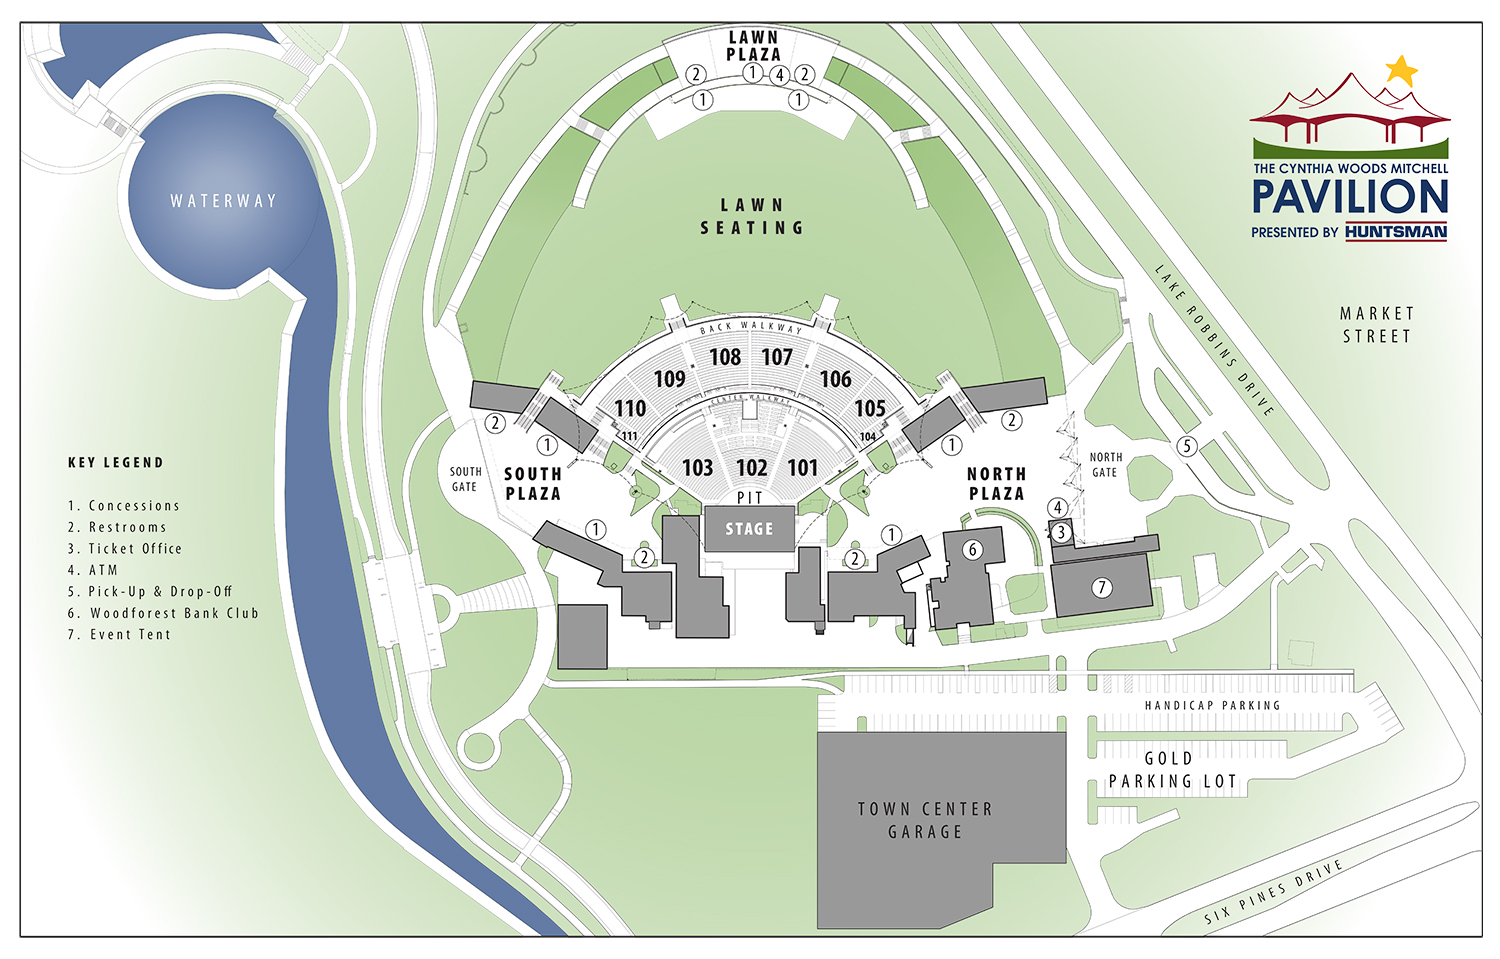 LAWN
PLAZA
2
1
4
2
1
1
THE CYNTHIA WOODS MITCHELL
PAVILION
PRESENTED BY HUNTSMAN
WATERWAY
LAWN
SEATING
LAKE ROBBINS DRIVE
MARKET
STREET
BACK WALKWAY
108
107
109
106
110
105
CENTER WALKWAY
111
104
2
1
1
2
5
103
102
101
PIT
STAGE
SOUTH
GATE
SOUTH
PLAZA
NORTH
PLAZA
NORTH
GATE
KEY LEGEND
1. Concessions
2. Restrooms
3. Ticket Office
4. ATM
5. Pick-Up & Drop-Off
6. Woodforest Bank Club
7. Event Tent
4
3
1
2
2
1
6
7
HANDICAP PARKING
GOLD
PARKING LOT
TOWN CENTER
GARAGE
SIX PINES DRIVE